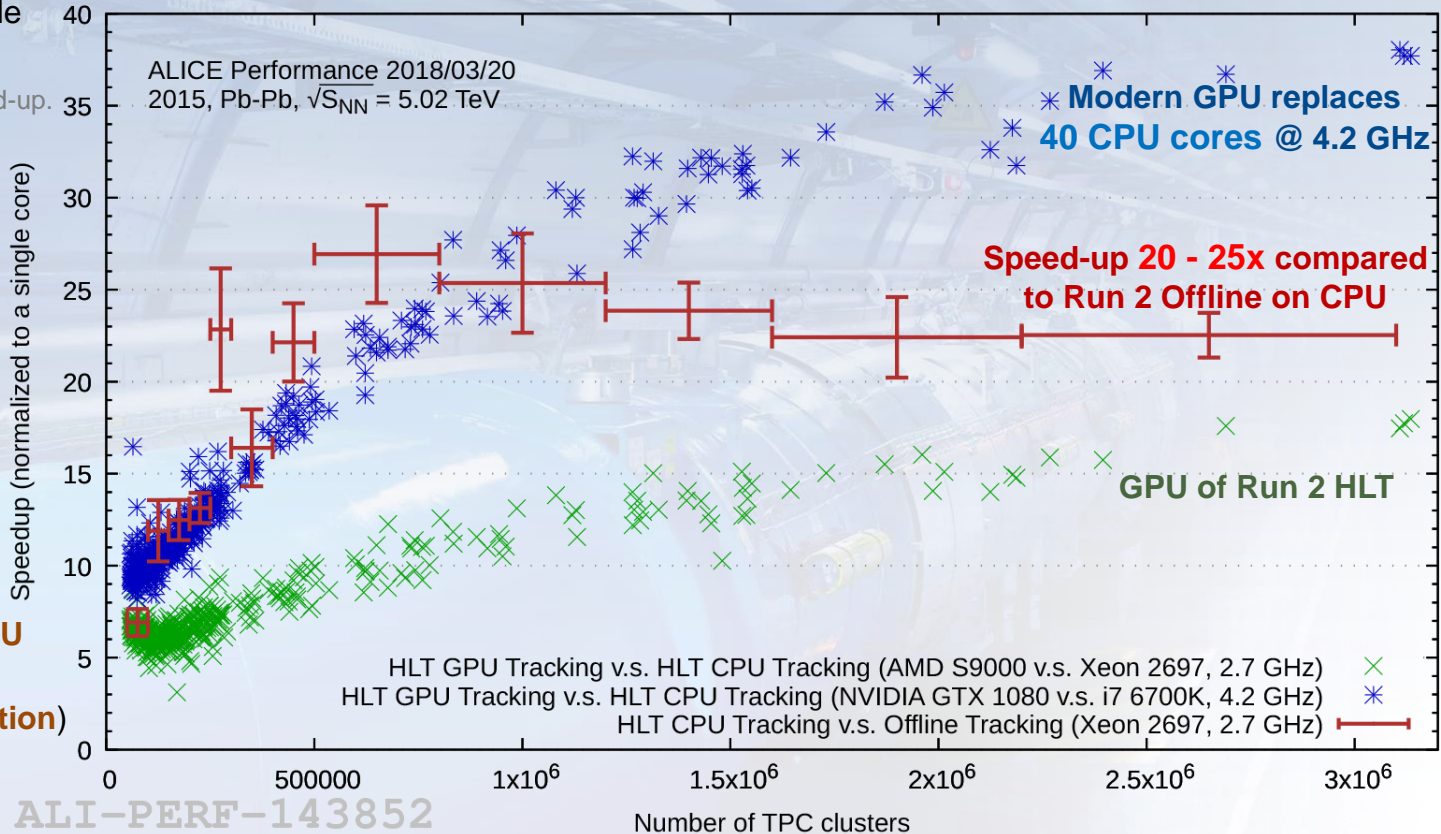 le
d-up.
U
tion)
40
35
30
25
20
15
10
5
0
Speedup (normalized to a single core)
ALICE Performance 2018/03/20
2015, Pb-Pb, √SNN = 5.02 TeV
Modern GPU replaces
40 CPU cores @ 4.2 GHz
Speed-up 20 - 25x compared
to Run 2 Offline on CPU
GPU of Run 2 HLT
HLT GPU Tracking v.s. HLT CPU Tracking (AMD S9000 v.s. Xeon 2697, 2.7 GHz)
HLT GPU Tracking v.s. HLT CPU Tracking (NVIDIA GTX 1080 v.s. i7 6700K, 4.2 GHz)
HLT CPU Tracking v.s. Offline Tracking (Xeon 2697, 2.7 GHz)
0 500000 1x10⁶ 1.5x10⁶ 2x10⁶ 2.5x10⁶ 3x10⁶
ALI-PERF-143852
Number of TPC clusters